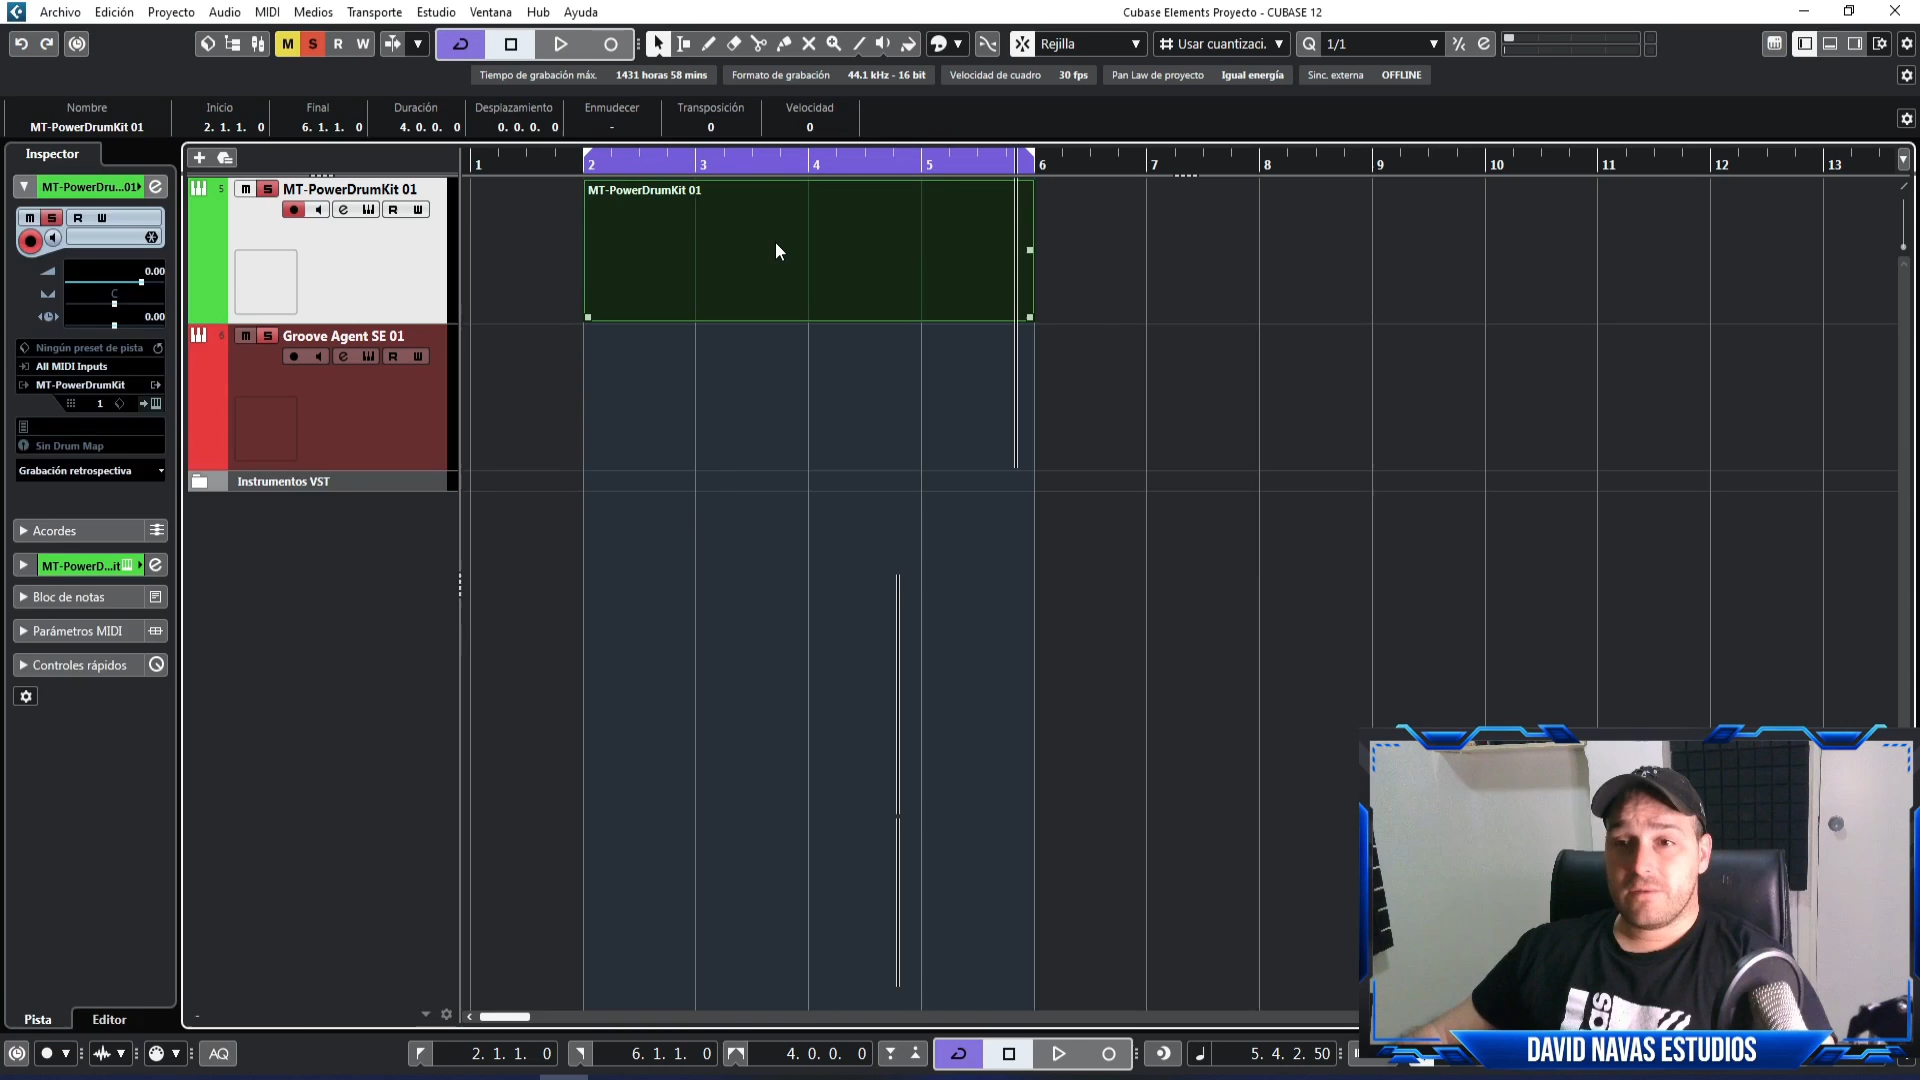 Archivo Edición Proyecto Audio MIDI Medios Transporte Estudio Ventana Hub Ayuda
Cubase Elements Proyecto - CUBASE 12
M S R W
Rejilla
Usar cuantizaci.
Q 1/1
Tiempo de grabación máx. 1431 horas 58 mins
Formato de grabación 44.1 kHz - 16 bit
Velocidad de cuadro 30 fps
Pan Law de proyecto Igual energía
Sinc. externa OFFLINE
Nombre Inicio Final Duración Desplazamiento Enmudecer Transposición Velocidad
MT-PowerDrumKit 01 2. 1. 1. 0 6. 1. 1. 0 4. 0. 0. 0 0. 0. 0. 0 - 0 0
Inspector
MT-PowerDru...01
m S R W
0.00
C
0.00
Ningún preset de pista
All MIDI Inputs
MT-PowerDrumKit
1
Sin Drum Map
Grabación retrospectiva
Acordes
MT-PowerD...it
Bloc de notas
Parámetros MIDI
Controles rápidos
Pista Editor
1 2 3 4 5 6 7 8 9 10 11 12 13
5 m S MT-PowerDrumKit 01
R W
MT-PowerDrumKit 01
6 m S Groove Agent SE 01
R W
Instrumentos VST
AQ
2. 1. 1. 0
6. 1. 1. 0
4. 0. 0. 0
5. 4. 2. 50
DAVID NAVAS ESTUDIOS